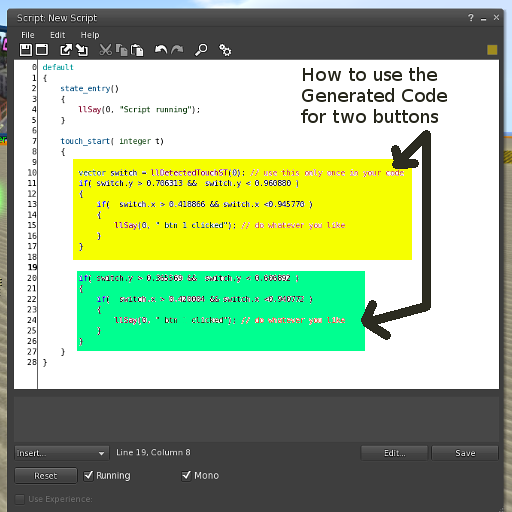 Script: New Script
? _ ×
File Edit Help
How to use the
Generated Code
for two buttons
0 default
1 {
2 state_entry()
3 {
4 llSay(0, "Script running");
5 }
6
7 touch_start( integer t)
8 {
9
10 vector switch = llDetectedTouchST(0); // use this only once in your code
11 if( switch.y > 0.706313 && switch.y < 0.960880 )
12 {
13 if( switch.x > 0.418866 && switch.x <0.945770 )
14 {
15 llSay(0, " btn 1 clicked"); // do whatever you like
16 }
17 }
18
19
20 if( switch.y > 0.365569 && switch.y < 0.606892 )
21 {
22 if( switch.x > 0.428084 && switch.x <0.940772 )
23 {
24 llSay(0, " btn clicked"); // do whatever you like
25 }
26 }
27 }
28 }
Insert... Line 19, Column 8 Edit... Save
Reset Running Mono
Use Experience: